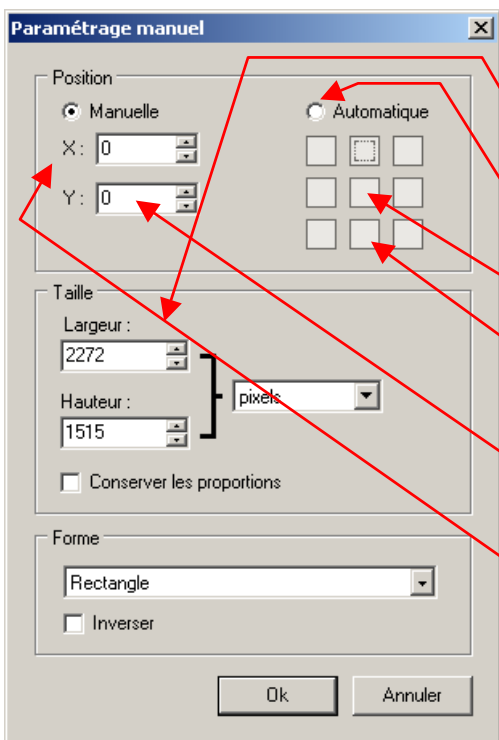 Paramétrage manuel
Position
Manuelle
Automatique
X : 0
Y : 0
Taille
Largeur :
2272
pixels
Hauteur :
1515
Conserver les proportions
Forme
Rectangle
Inverser
Ok Annuler